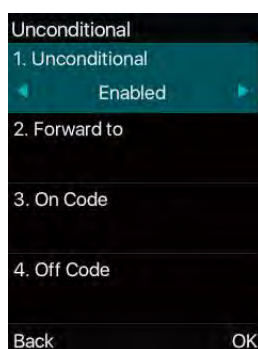 Unconditional
1. Unconditional
Enabled
2. Forward to
3. On Code
4. Off Code
Back OK